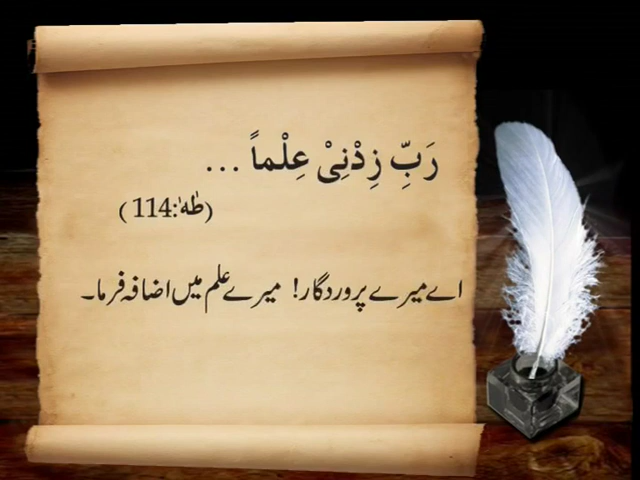 رَبِّ زِدْنِیْ عِلْماً ...
(طٰہٰ:114)
اے میرے پروردگار! میرے علم میں اضافہ فرما۔